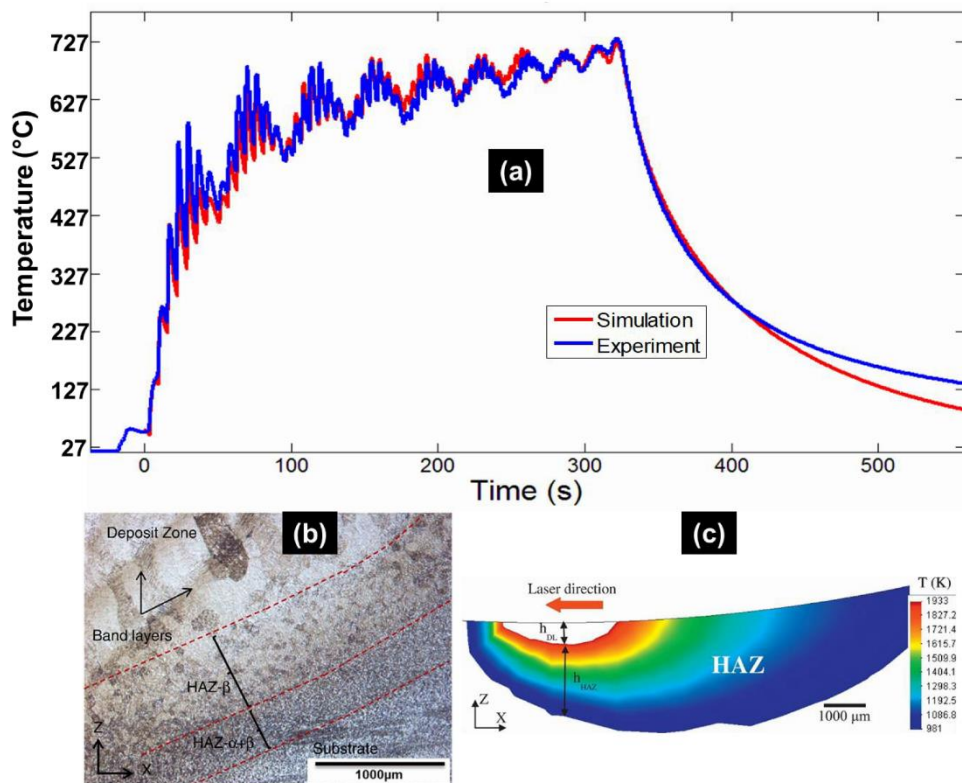 727
627
527
427
327
227
127
27
Temperature (°C)
(a)
Simulation
Experiment
0
100
200
300
400
500
Time (s)
(b)
Deposit Zone
Band layers
HAZ-β
HAZ-α+β
Substrate
Z
X
1000µm
(c)
Laser direction
h_DL
h_HAZ
HAZ
Z
X
1000 µm
T (K)
1933
1827.2
1721.4
1615.7
1509.9
1404.1
1298.3
1192.5
1086.8
981